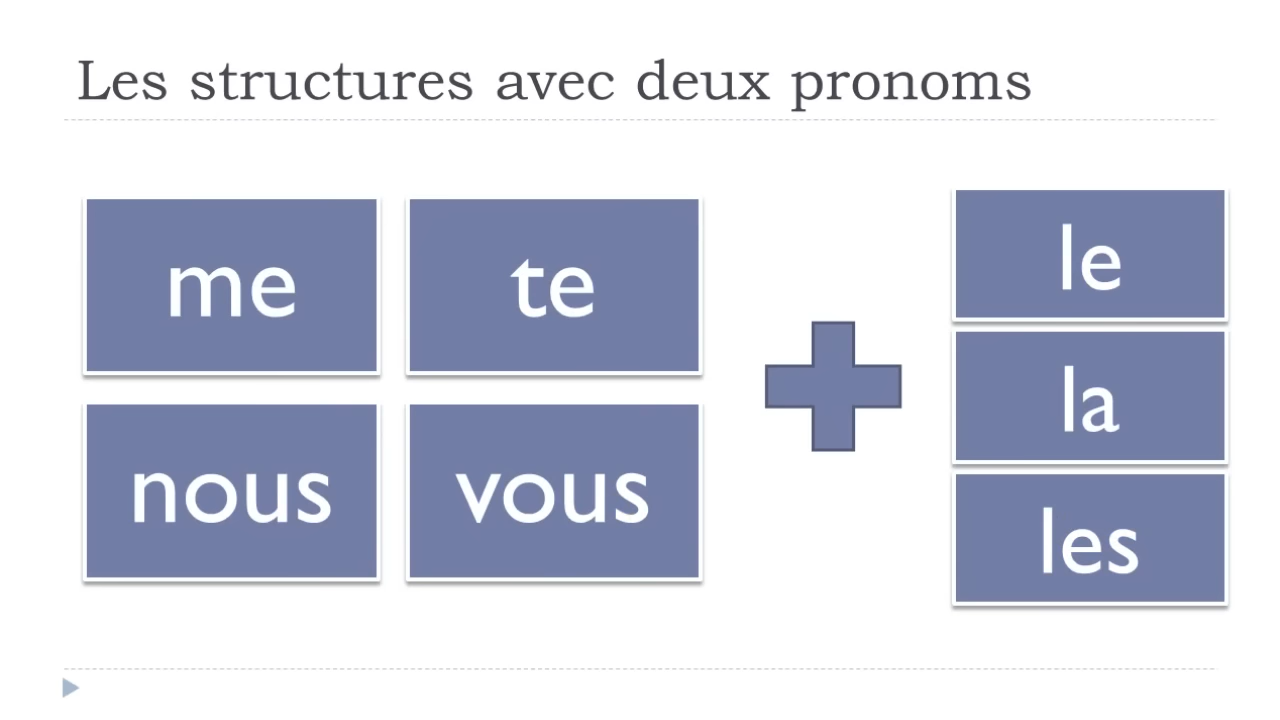 Les structures avec deux pronoms
me
te
nous
vous
le
la
les